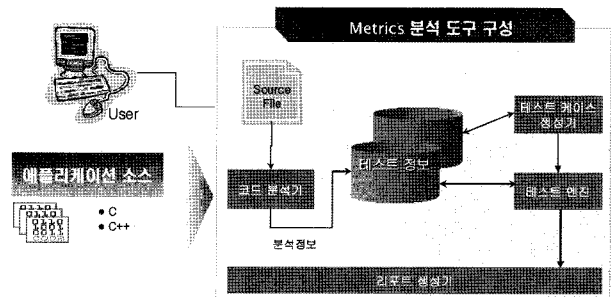 Metrics 분석 도구 구성
User
Source
File
테스트 케이스
생성기
테스트 정보
애플리케이션 소스
코드 분석기
테스트 엔진
• C
• C++
분석정보
리포트 생성기